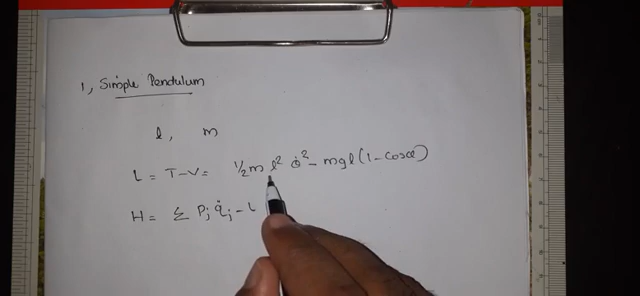 1, Simple Pendulum
l, m
L = T-V = 1/2 m l² θ̇² - mgl(1-cosθ)
H = Σ Pj q̇j - L